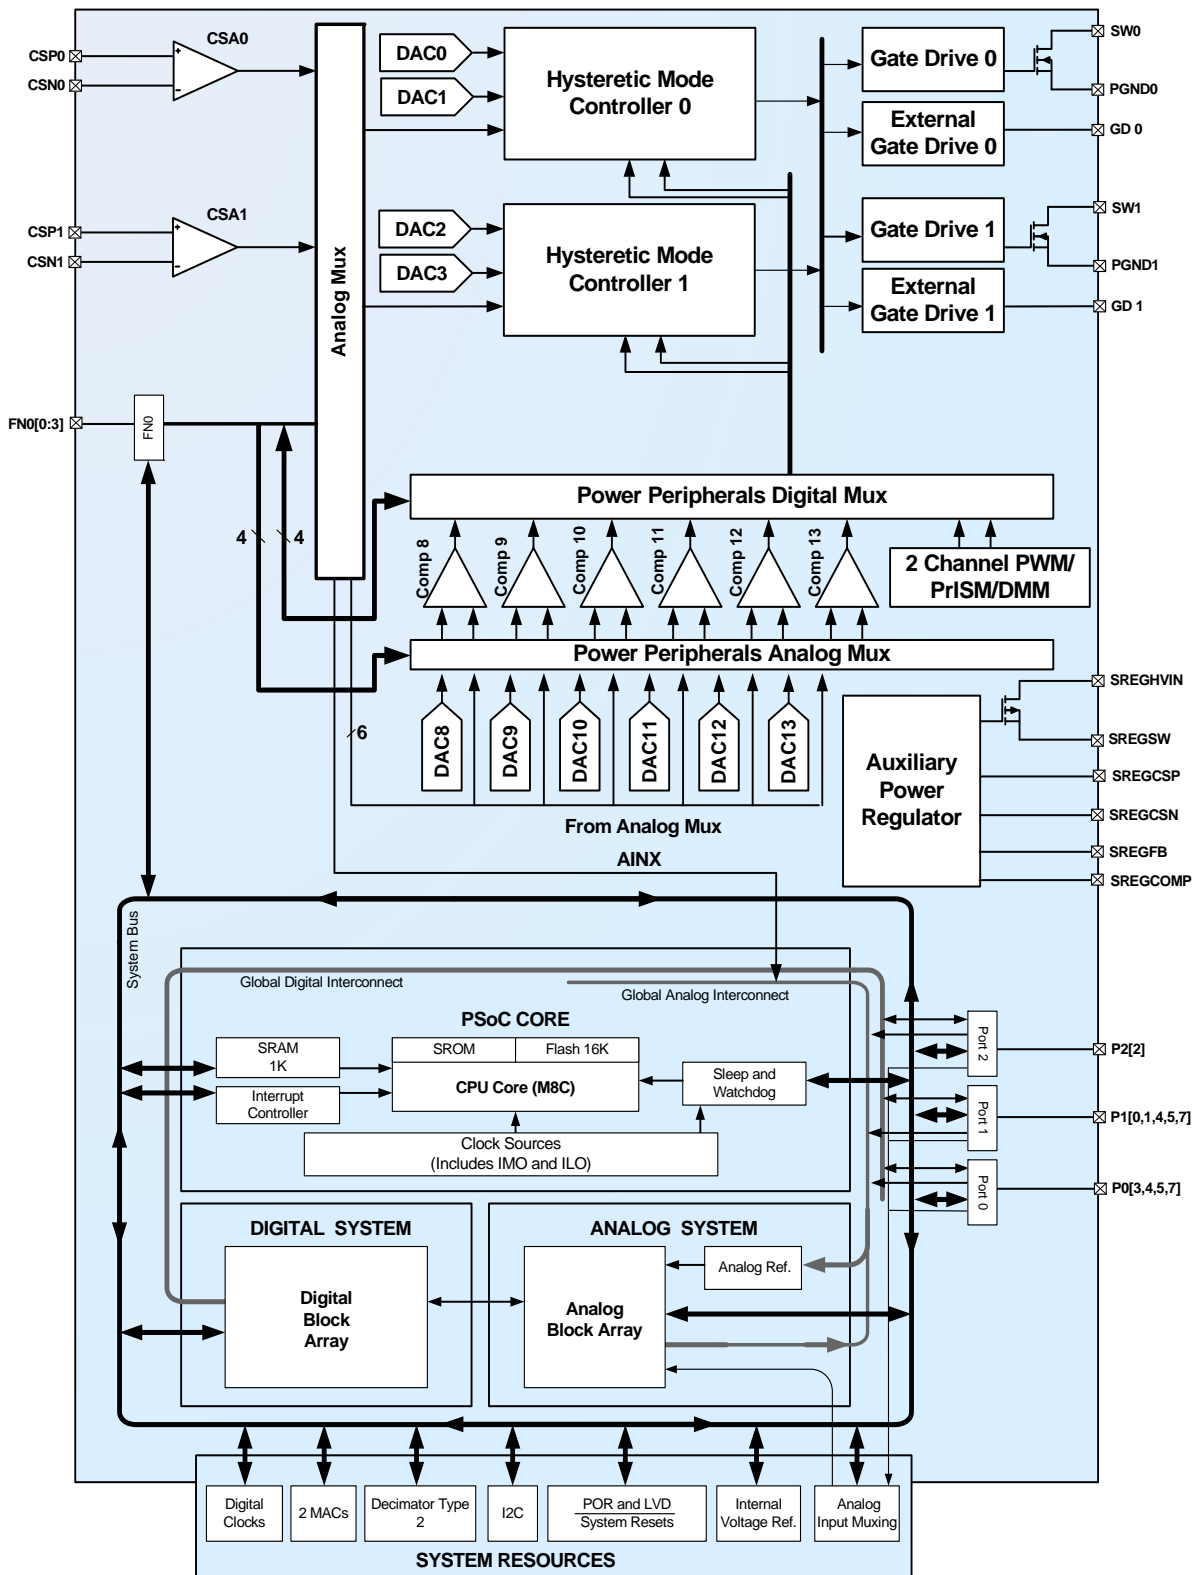 CSP0
CSN0
CSA0
CSP1
CSN1
CSA1
FN0[0:3]
FN0
Analog Mux
DAC0
DAC1
Hysteretic Mode
Controller 0
DAC2
DAC3
Hysteretic Mode
Controller 1
Gate Drive 0
External
Gate Drive 0
Gate Drive 1
External
Gate Drive 1
SW0
PGND0
GD 0
SW1
PGND1
GD 1
4
4
Power Peripherals Digital Mux
Comp 8
Comp 9
Comp 10
Comp 11
Comp 12
Comp 13
2 Channel PWM/
PrISM/DMM
Power Peripherals Analog Mux
6
DAC8
DAC9
DAC10
DAC11
DAC12
DAC13
From Analog Mux
AINX
Auxiliary
Power
Regulator
SREGHVIN
SREGSW
SREGCSP
SREGCSN
SREGFB
SREGCOMP
System Bus
Global Digital Interconnect
Global Analog Interconnect
PSoC CORE
SRAM
1K
Interrupt
Controller
SROM
Flash 16K
CPU Core (M8C)
Sleep and
Watchdog
Clock Sources
(Includes IMO and ILO)
Port 2
P2[2]
Port 1
P1[0,1,4,5,7]
Port 0
P0[3,4,5,7]
DIGITAL SYSTEM
Digital
Block
Array
ANALOG SYSTEM
Analog
Block Array
Analog Ref.
Digital
Clocks
2 MACs
Decimator Type
2
I2C
POR and LVD
System Resets
Internal
Voltage Ref.
Analog
Input Muxing
SYSTEM RESOURCES